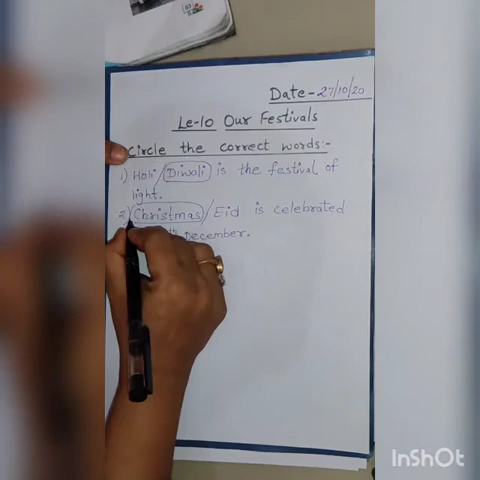 Date-27/10/20
Le-10 Our Festivals
Circle the correct words:-
1) Holi/Diwali is the festival of
light.
2) Christmas/Eid is celebrated
th December.
InShOt